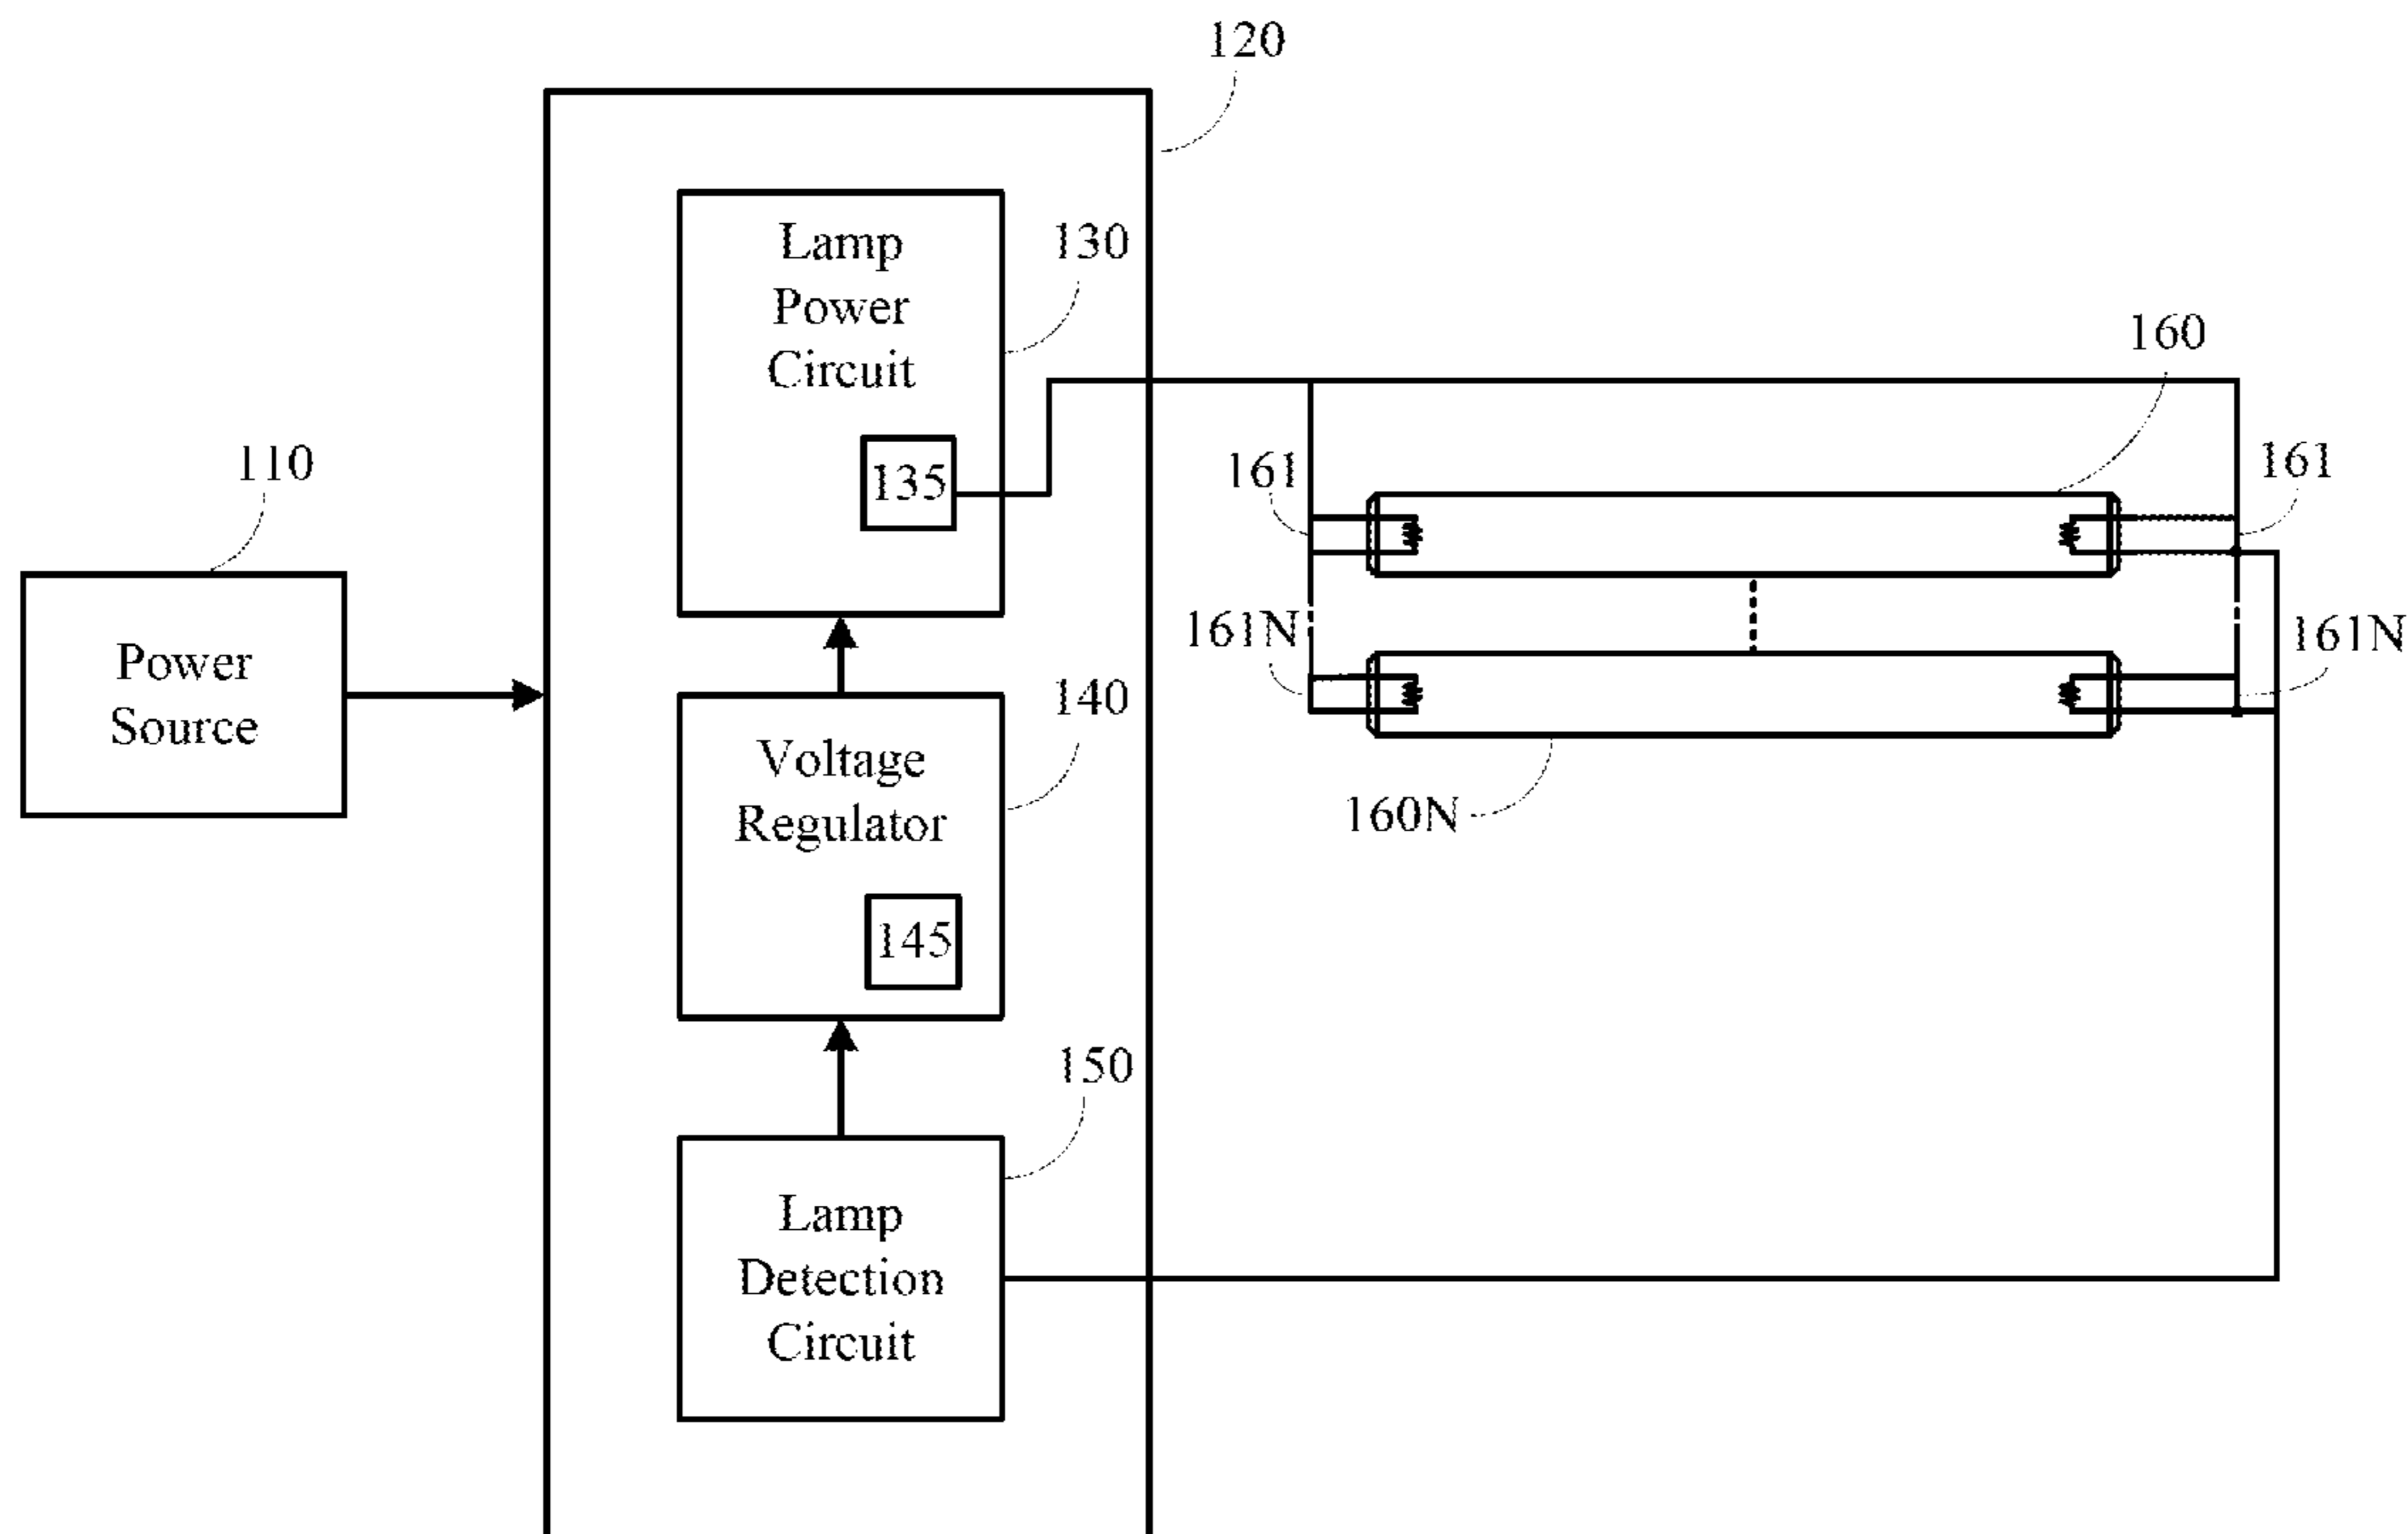 120
Lamp
Power
Circuit
130
135
160
161
161
110
Power
Source
161N
161N
140
Voltage
Regulator
160N
145
150
Lamp
Detection
Circuit